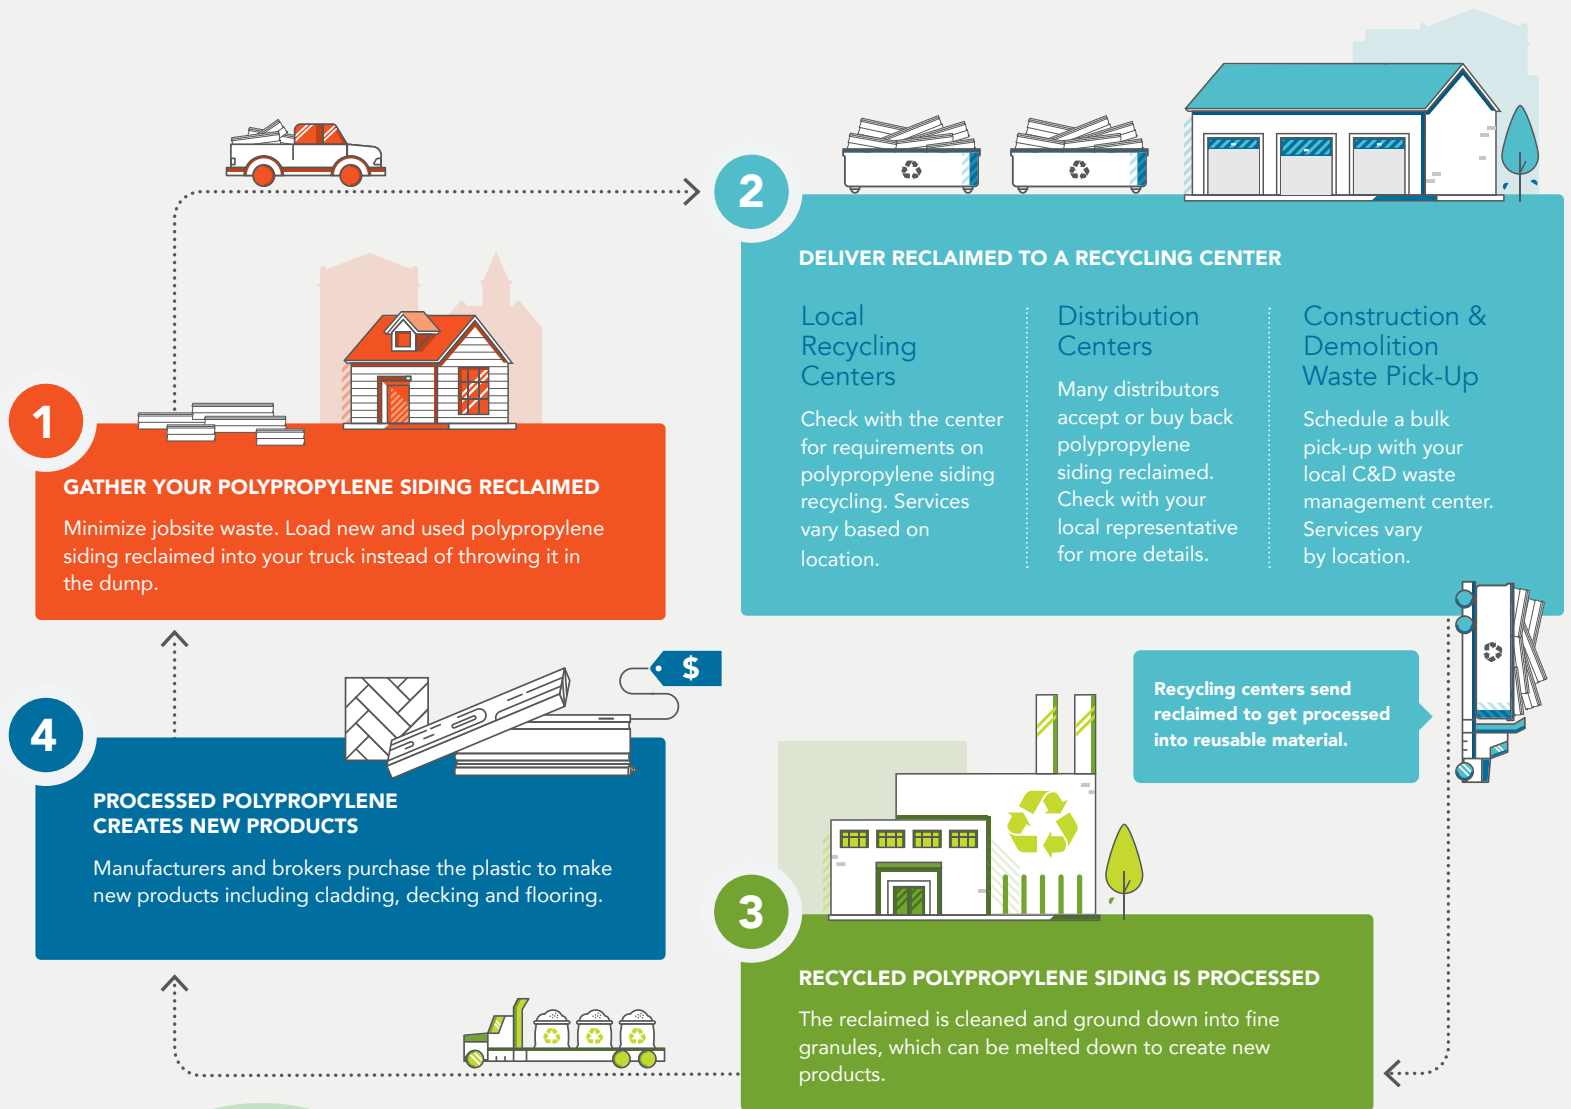 1
GATHER YOUR POLYPROPYLENE SIDING RECLAIMED
Minimize jobsite waste. Load new and used polypropylene
siding reclaimed into your truck instead of throwing it in
the dump.
2
DELIVER RECLAIMED TO A RECYCLING CENTER
Local
Recycling
Centers
Check with the center
for requirements on
polypropylene siding
recycling. Services
vary based on
location.
Distribution
Centers
Many distributors
accept or buy back
polypropylene
siding reclaimed.
Check with your
local representative
for more details.
Construction &
Demolition
Waste Pick-Up
Schedule a bulk
pick-up with your
local C&D waste
management center.
Services vary
by location.
Recycling centers send
reclaimed to get processed
into reusable material.
3
RECYCLED POLYPROPYLENE SIDING IS PROCESSED
The reclaimed is cleaned and ground down into fine
granules, which can be melted down to create new
products.
4
$
PROCESSED POLYPROPYLENE
CREATES NEW PRODUCTS
Manufacturers and brokers purchase the plastic to make
new products including cladding, decking and flooring.